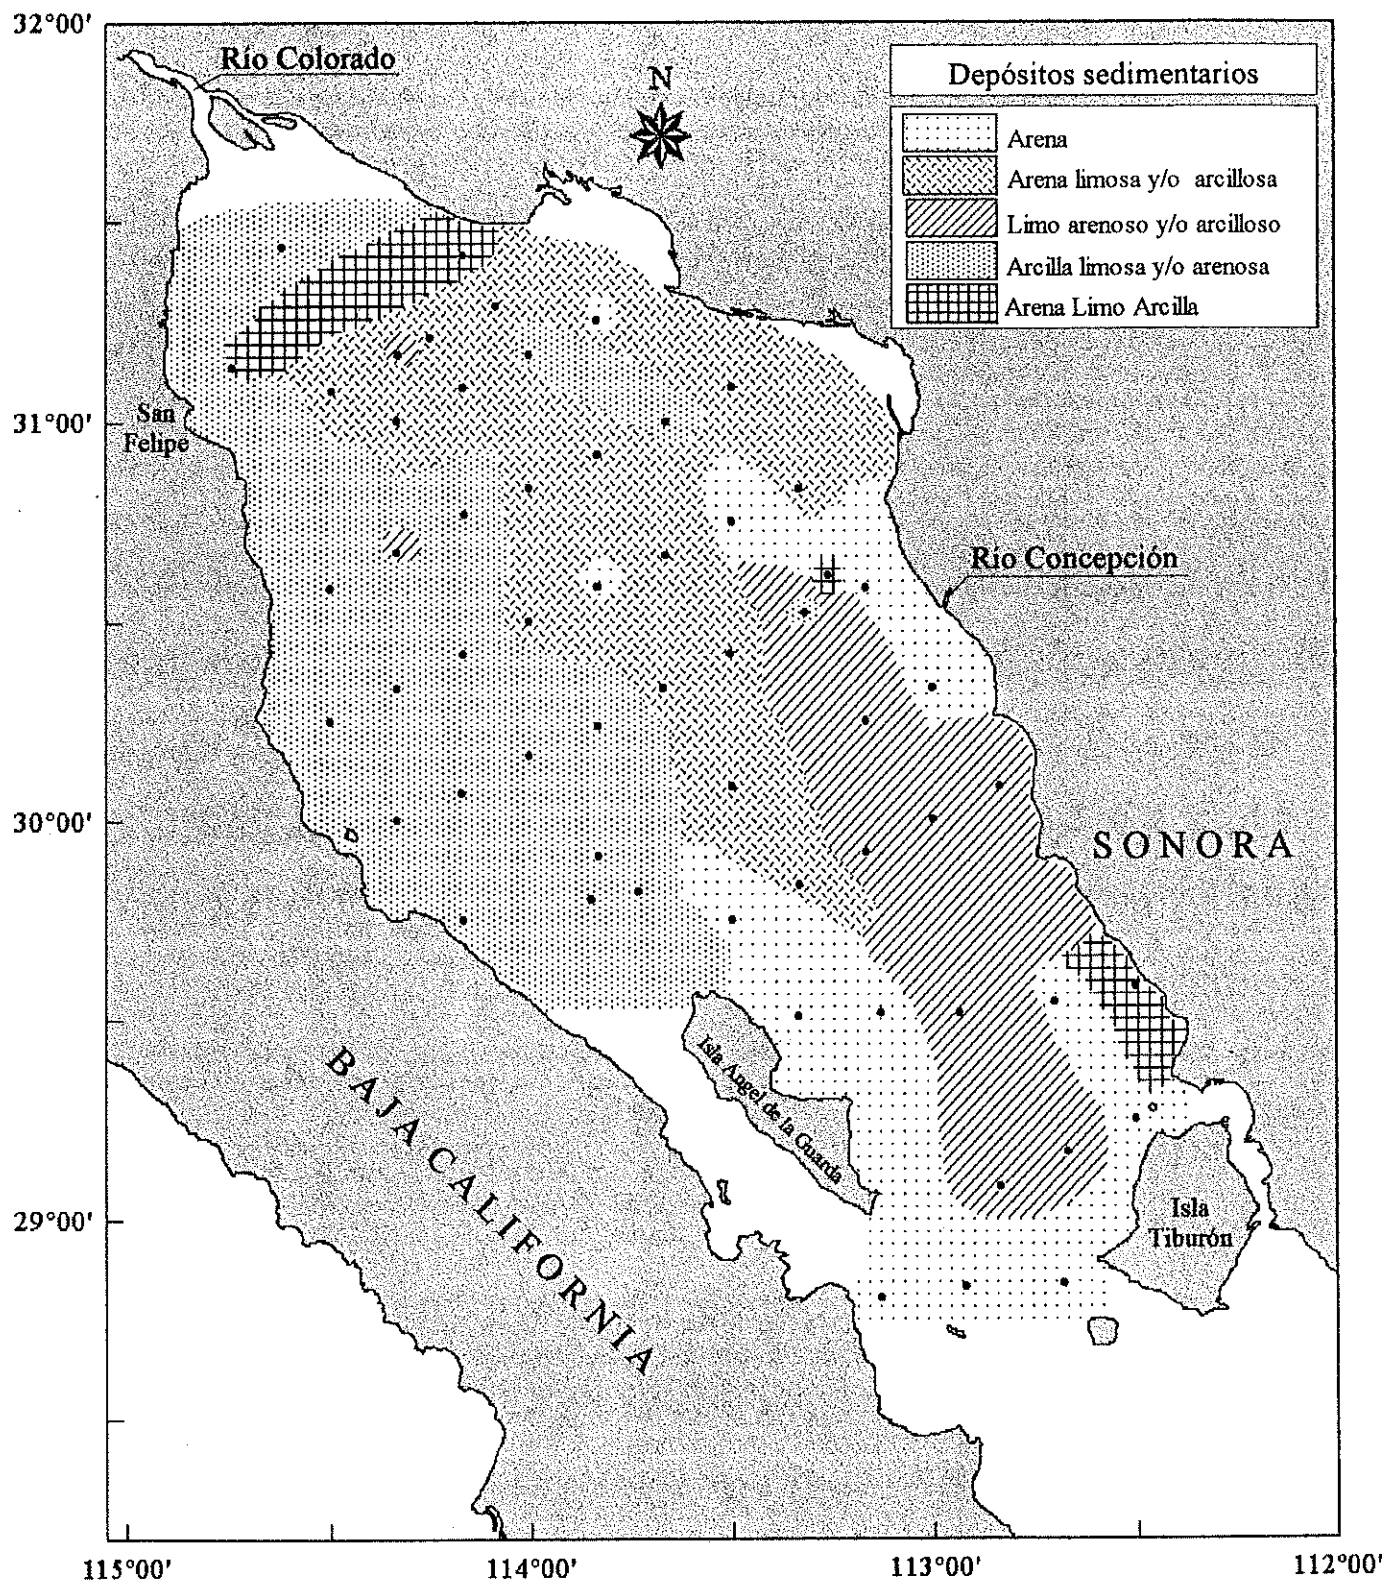 32°00'
Río Colorado
N
Depósitos sedimentarios
Arena
Arena limosa y/o arcillosa
Limo arenoso y/o arcilloso
Arcilla limosa y/o arenosa
Arena Limo Arcilla
31°00'
San
Felipe
Río Concepción
30°00'
SONORA
Isla Angel de la Guarda
BAJA CALIFORNIA
29°00'
Isla
Tiburón
115°00'
114°00'
113°00'
112°00'